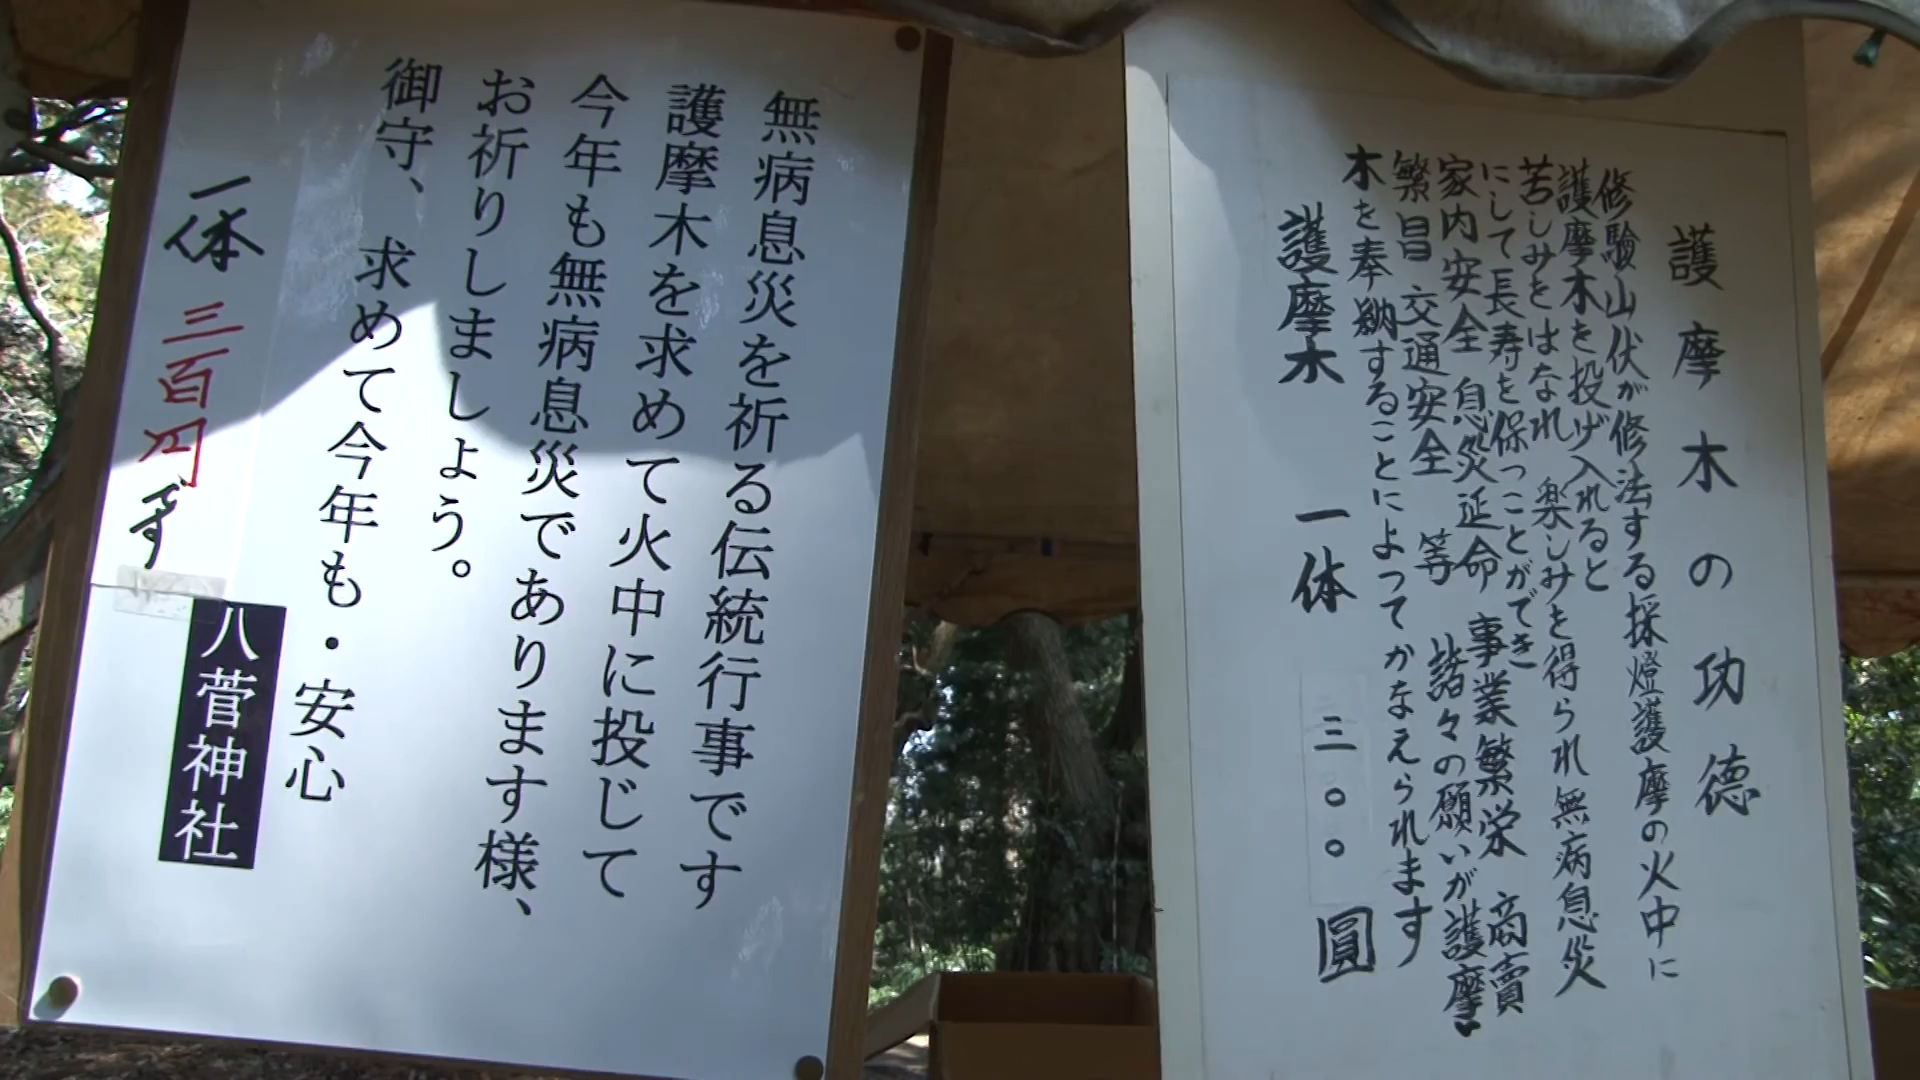 護摩木の功徳
修験山伏が修法する採燈護摩の火中に
護摩木を投げ入れると
苦しみをはなれ 楽しみを得られ無病息災
にして長寿を保つことができ
家内安全 息災延命 事業繁栄 商賣
繁昌 交通安全 等 諸々の願いが護摩
木を奉納することによってかなえられます
護摩木 一体 三〇〇圓
無病息災を祈る伝統行事です
護摩木を求めて火中に投じて
今年も無病息災であります様、
お祈りしましょう。
御守、求めて今年も・安心
一体 三百円です
八菅神社